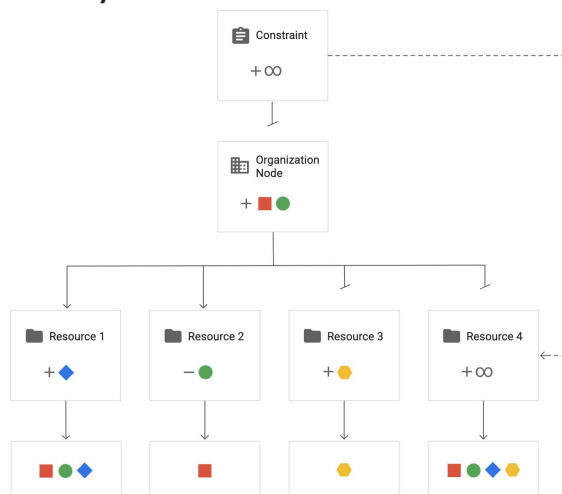 Constraint
+∞
Organization
Node
+
Resource 1
Resource 2
Resource 3
Resource 4
+
−
+
+∞